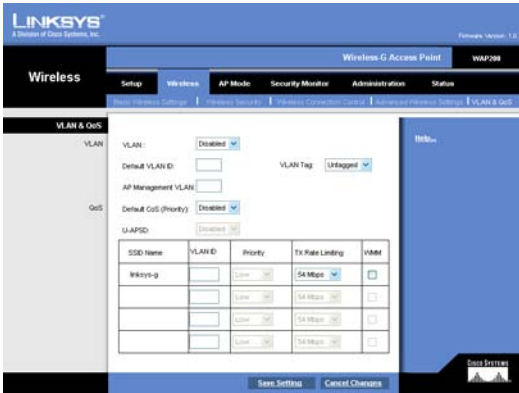 LINKSYS®
A Division of Cisco Systems, Inc.
Firmware Version: 1.0
Wireless-G Access Point WAP200
Wireless
Setup Wireless AP Mode Security Monitor Administration Status
Basic Wireless Settings | Wireless Security | Wireless Connection Control | Advanced Wireless Settings | VLAN & QoS
VLAN & QoS
VLAN
VLAN : Disabled
Help...
Default VLAN ID: VLAN Tag: Untagged
AP Management VLAN:
QoS
Default CoS (Priority): Disabled
U-APSD: Disabled
SSID Name VLAN ID Priority TX Rate Limiting WMM
linksys-g Low 54 Mbps
Low 54 Mbps
Low 54 Mbps
Low 54 Mbps
Save Setting Cancel Changes
CISCO SYSTEMS